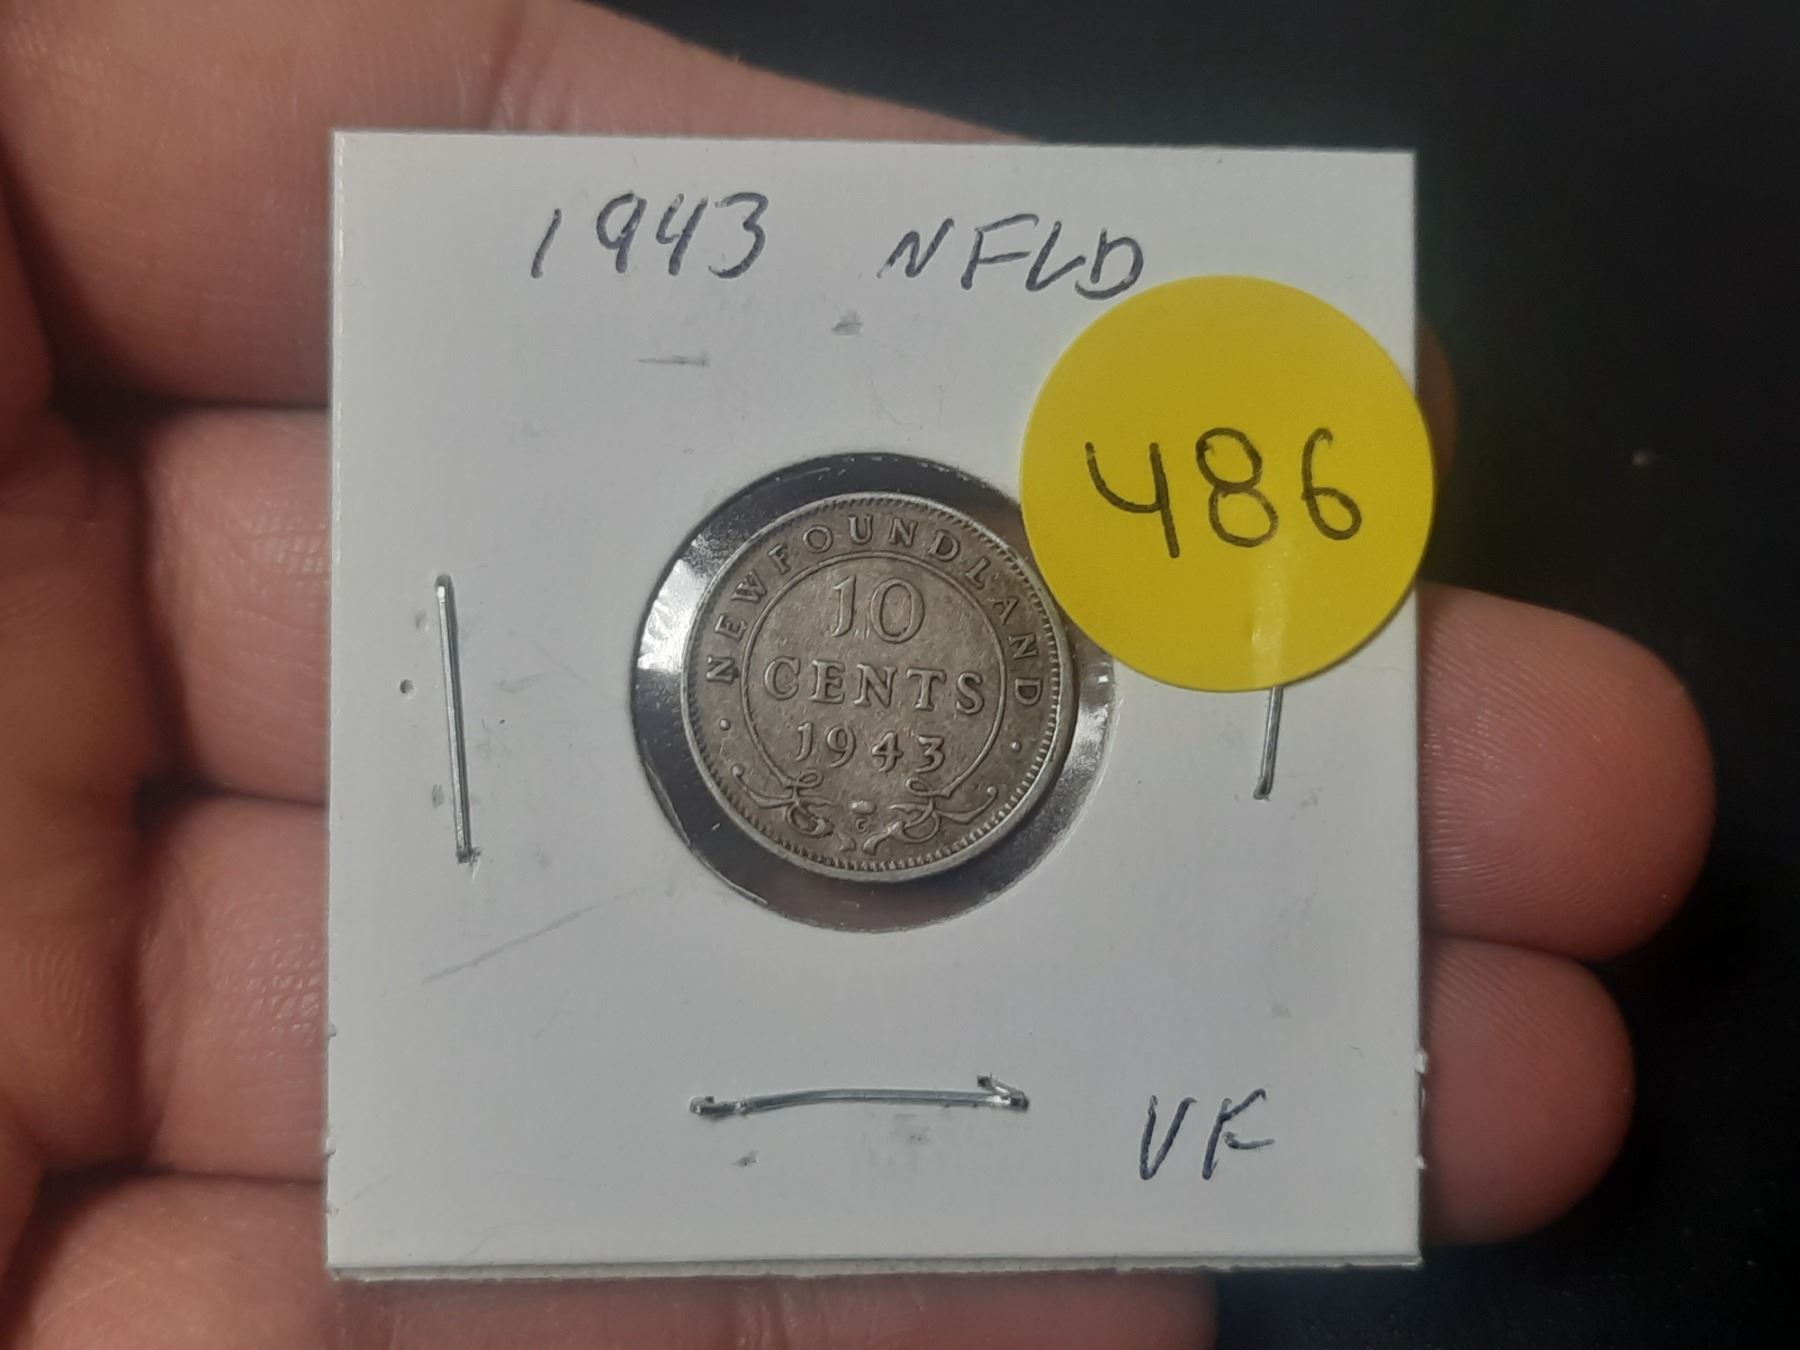 1943 NFLD
486
NEWFOUNDLAND
10
CENTS
1943
C
VF